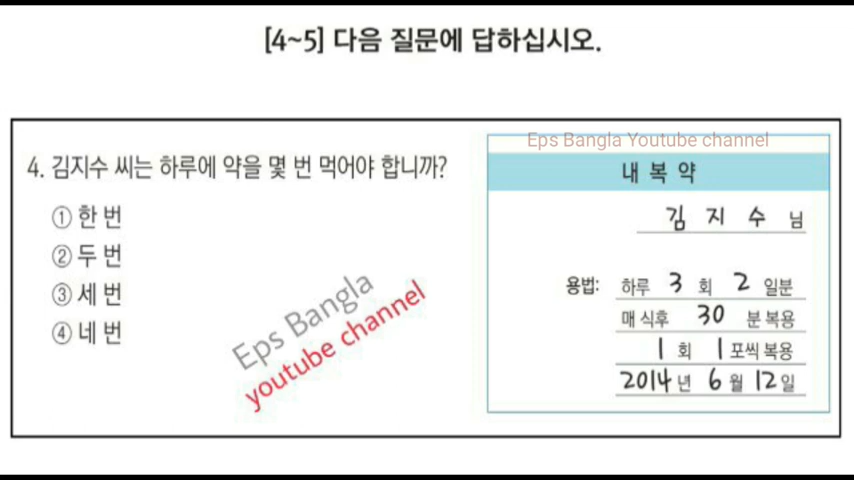 [4~5] 다음 질문에 답하십시오.
4. 김지수 씨는 하루에 약을 몇 번 먹어야 합니까?
① 한 번
② 두 번
③ 세 번
④ 네 번
Eps Bangla
youtube channel
Eps Bangla Youtube channel
내 복 약
김 지 수 님
용법: 하루 3 회 2 일분
매 식후 30 분 복용
1 회 1 포씩 복용
2014 년 6 월 12 일